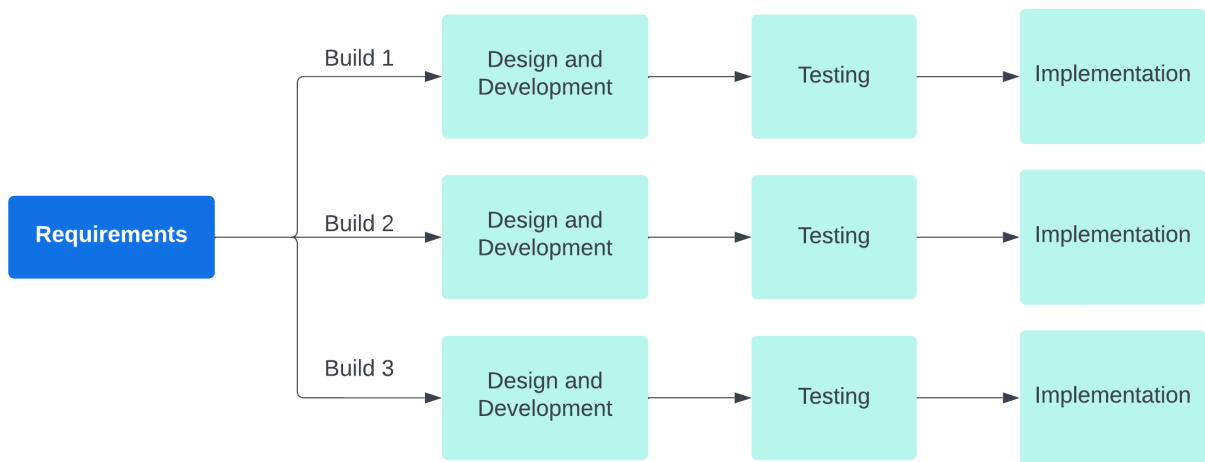 Build 1
Design and
Development
Testing
Implementation
Requirements
Build 2
Design and
Development
Testing
Implementation
Build 3
Design and
Development
Testing
Implementation